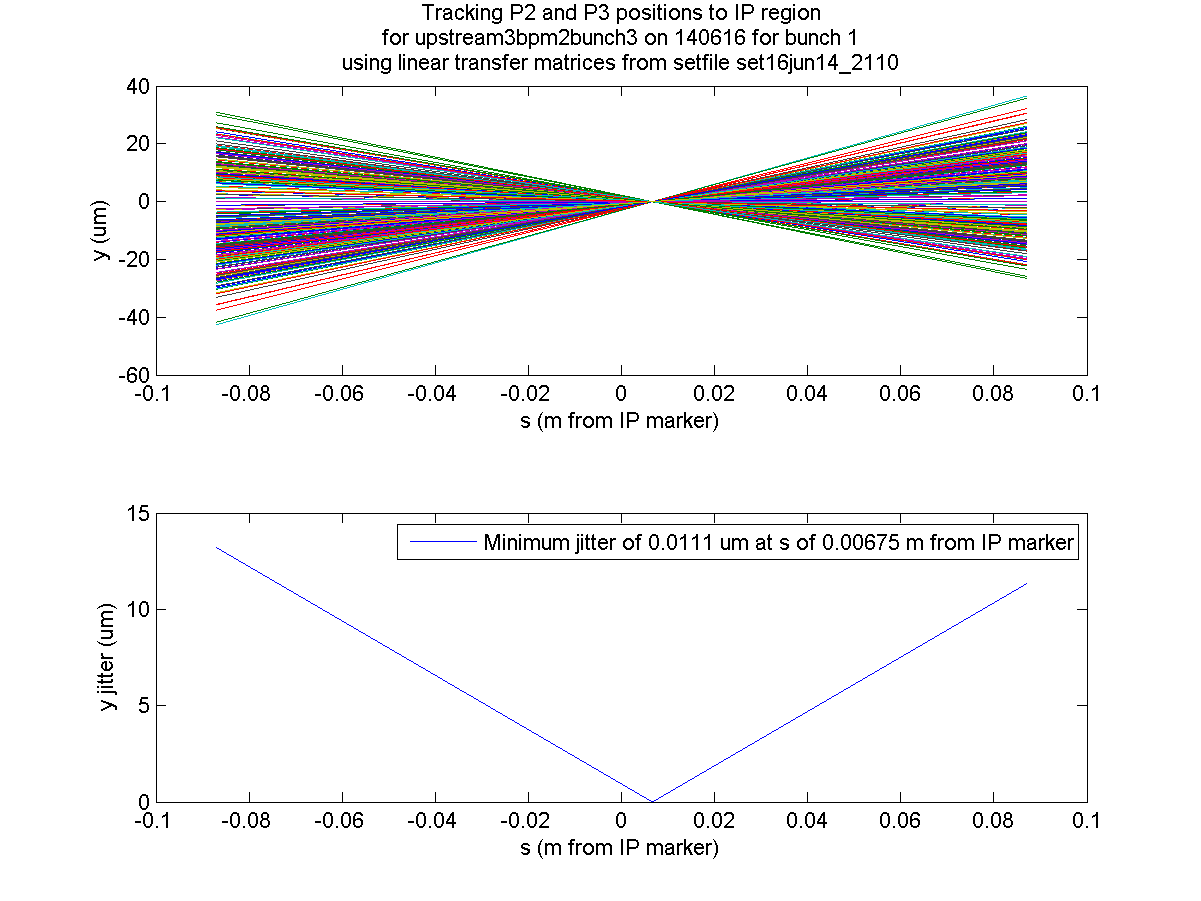 Tracking P2 and P3 positions to IP region
for upstream3bpm2bunch3 on 140616 for bunch 1
using linear transfer matrices from setfile set16jun14_2110
40
20
0
-20
-40
-60
y (um)
-0.1 -0.08 -0.06 -0.04 -0.02 0 0.02 0.04 0.06 0.08 0.1
s (m from IP marker)
15
10
5
0
y jitter (um)
Minimum jitter of 0.0111 um at s of 0.00675 m from IP marker
-0.1 -0.08 -0.06 -0.04 -0.02 0 0.02 0.04 0.06 0.08 0.1
s (m from IP marker)